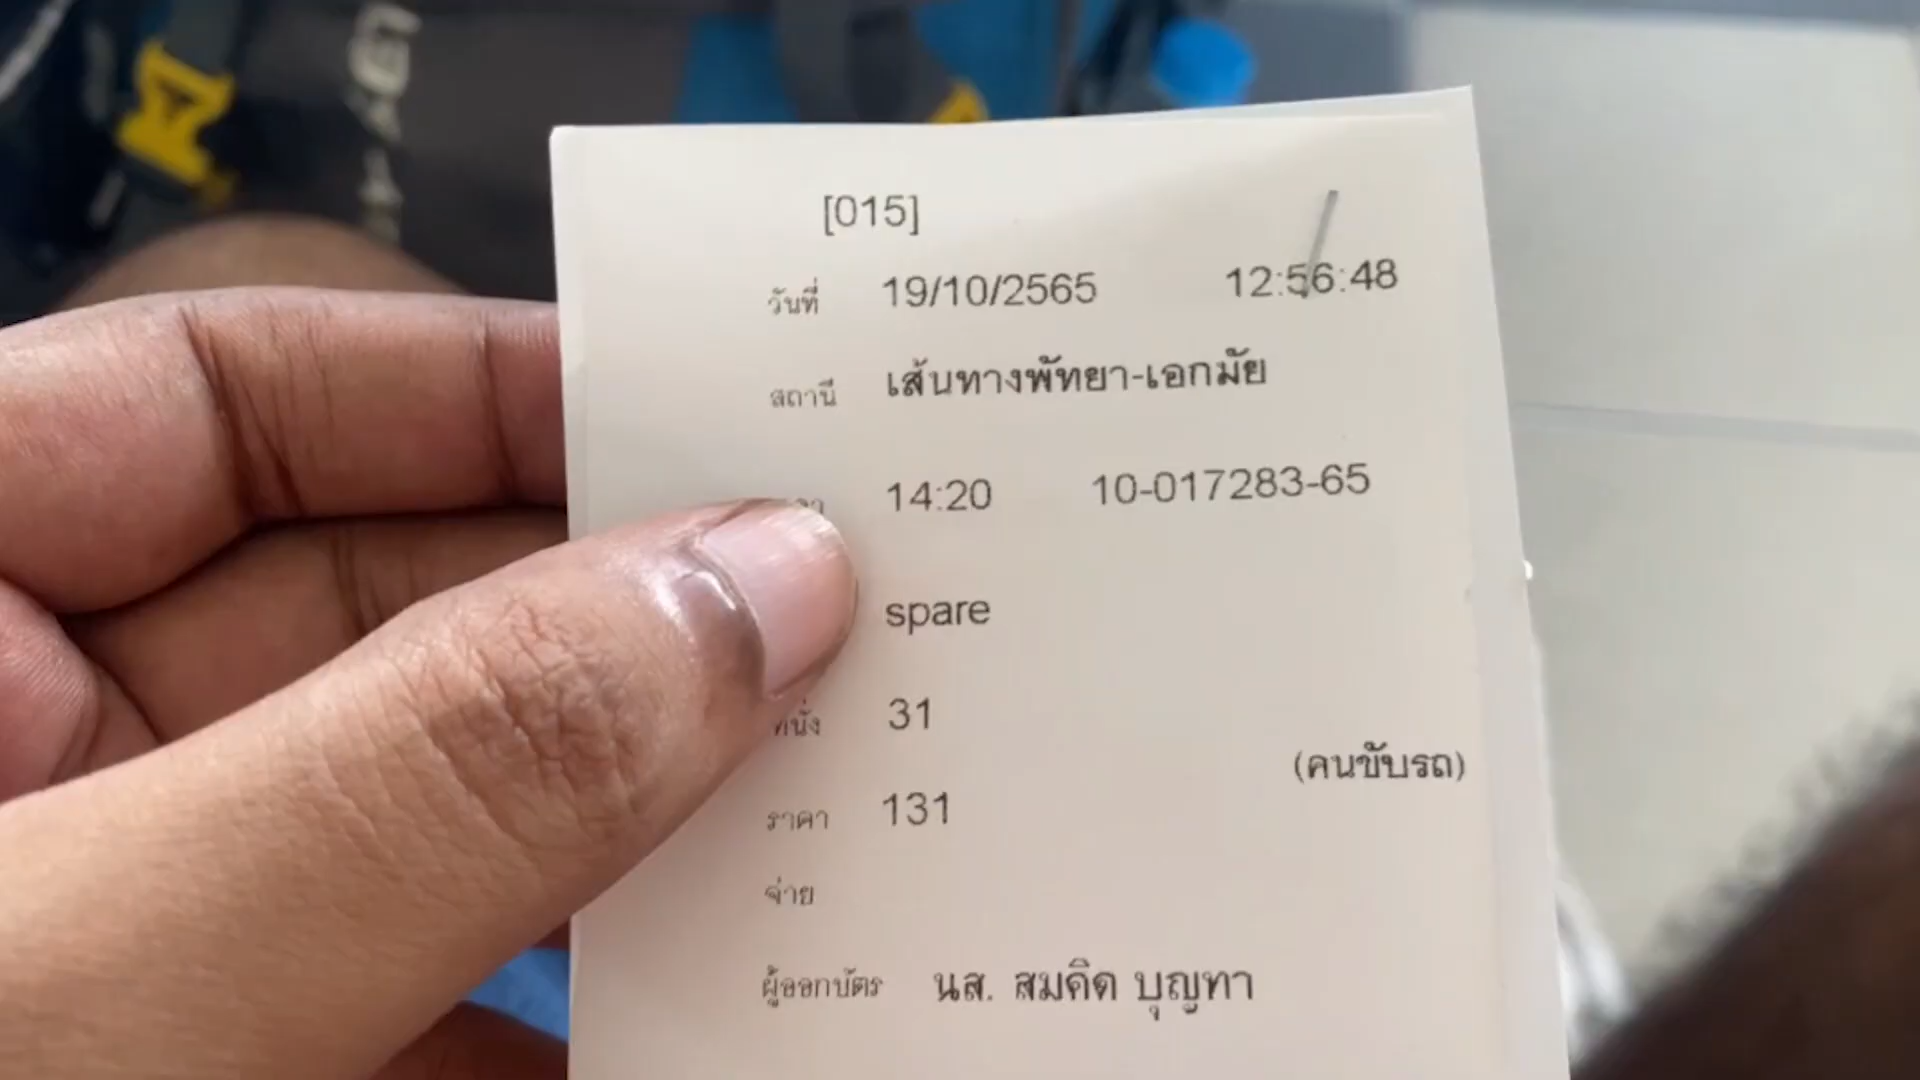 [015]
วันที่ 19/10/2565 12:56:48
สถานี เส้นทางพัทยา-เอกมัย
14:20 10-017283-65
spare
ที่นั่ง 31
(คนขับรถ)
ราคา 131
จ่าย
ผู้ออกบัตร นส. สมคิด บุญทา